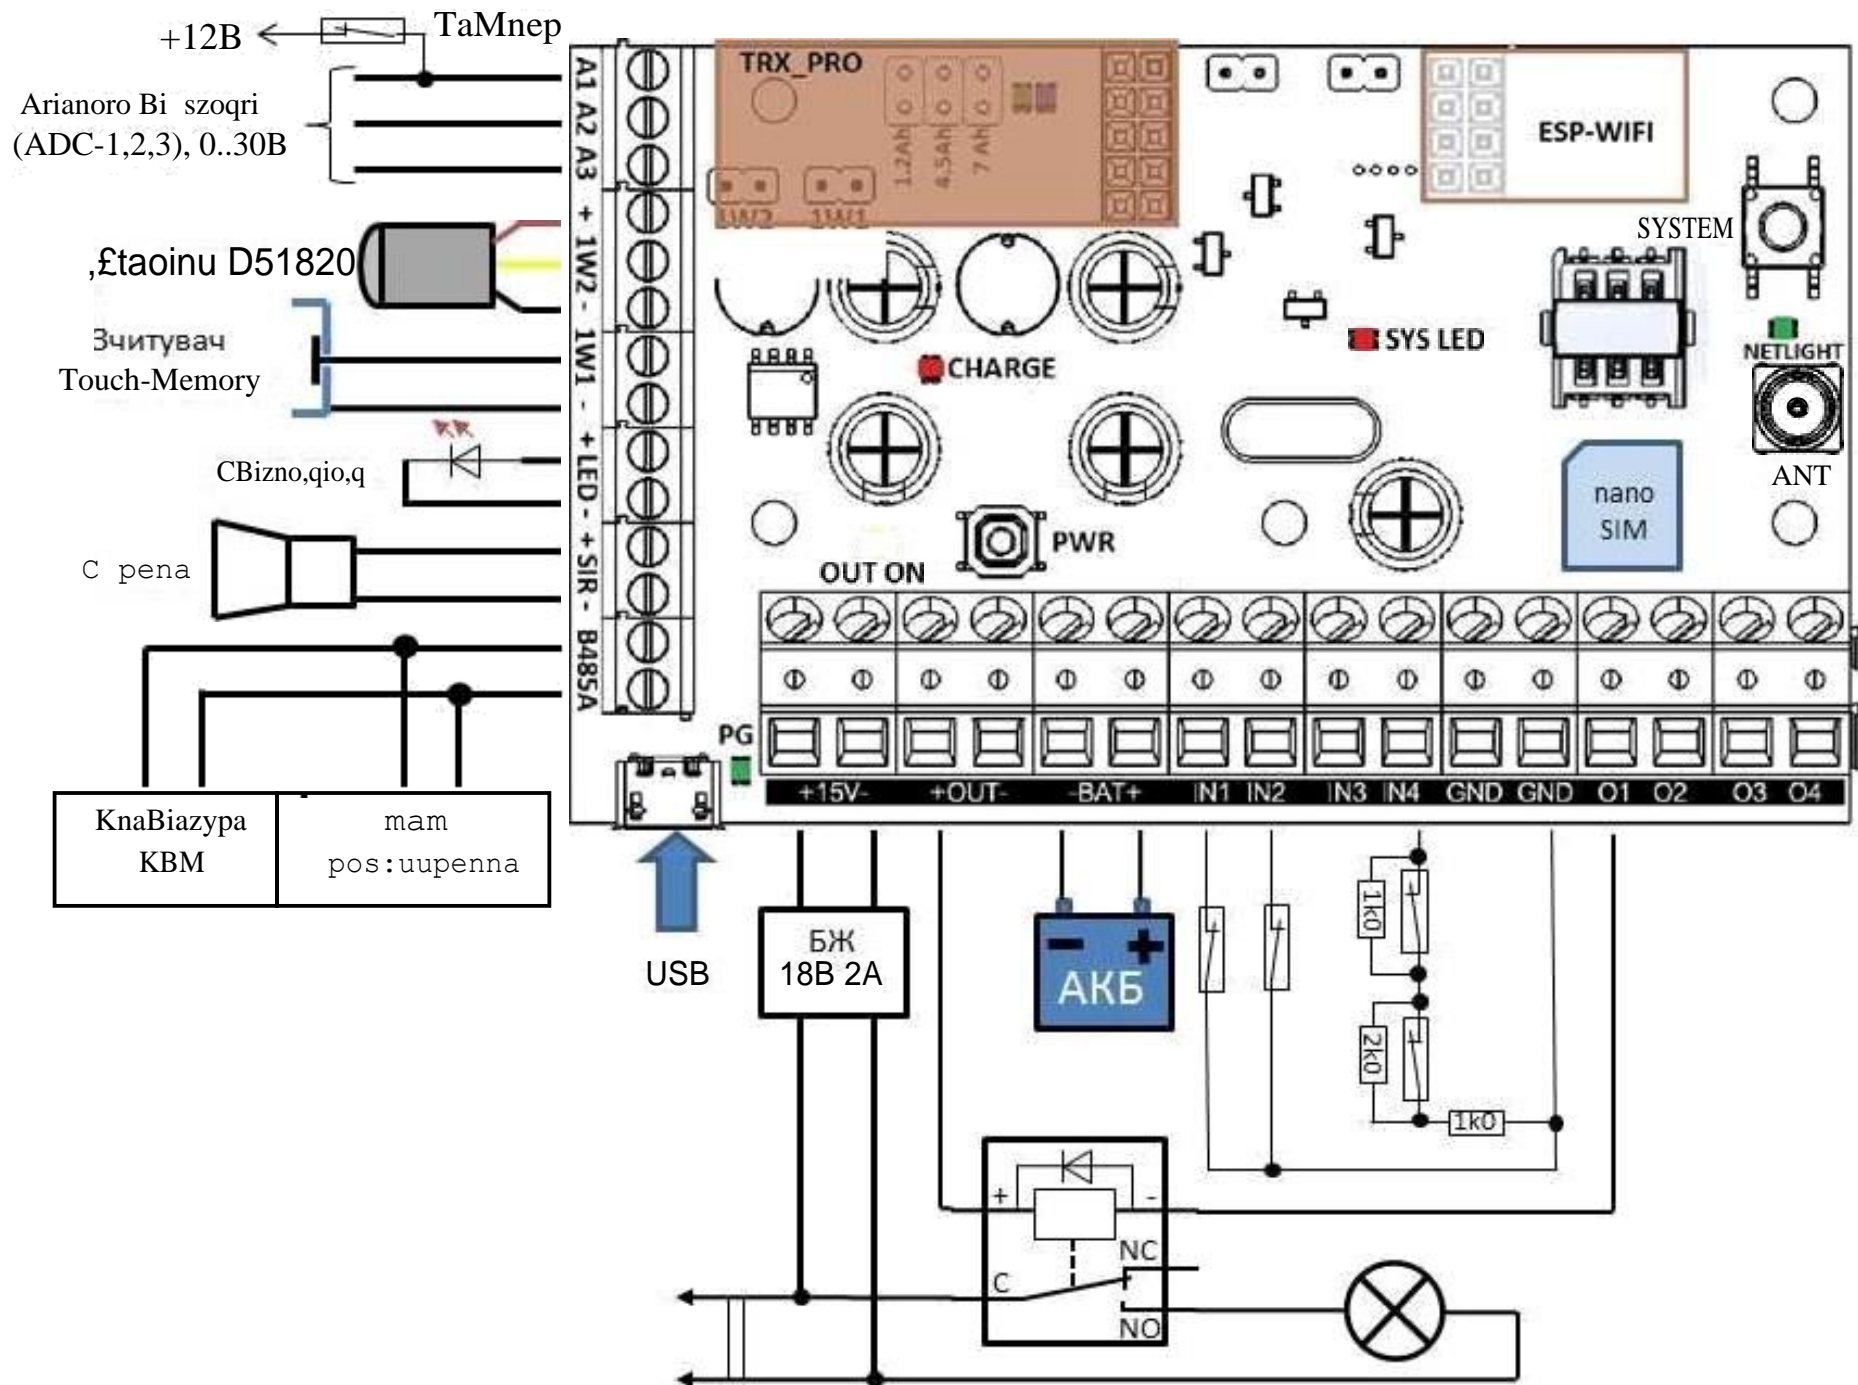 +12В
ТаМпер
Arianoro Bi szoqri
(ADC-1,2,3), 0..30В
,£taoinu D51820
Зчитувач
Touch-Memory
CBizno,qio,q
C pena
KnaBiazypa
KBM
mam
pos:uupenna
A1 A2 A3
+ 1W2 -
1W1 -
+ LED -
+ SIR -
B485A
TRX_PRO
1.2Ah
4.5Ah
7 Ah
1W2
1W1
ESP-WIFI
SYSTEM
NETLIGHT
ANT
SYS LED
CHARGE
nano
SIM
PWR
OUT ON
PG
+15V- +OUT- -BAT+ IN1 IN2 IN3 IN4 GND GND O1 O2 O3 O4
USB
БЖ
18В 2А
- +
АКБ
1k0
2k0
1k0
+ -
NC
C
NO